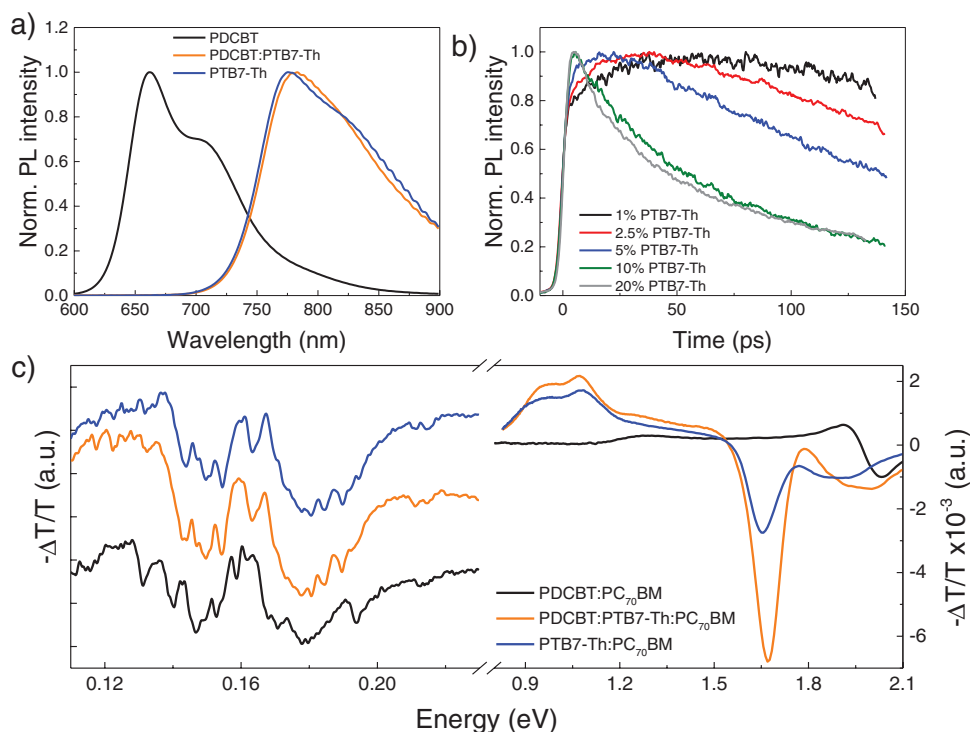 a)
Norm. PL intensity
1.2
1.0
0.8
0.6
0.4
0.2
0.0
PDCBT
PDCBT:PTB7-Th
PTB7-Th
600 650 700 750 800 850 900
Wavelength (nm)
b)
Norm. PL intensity
1.0
0.8
0.6
0.4
0.2
0.0
1% PTB7-Th
2.5% PTB7-Th
5% PTB7-Th
10% PTB7-Th
20% PTB7-Th
0 50 100 150
Time (ps)
c)
-ΔT/T (a.u.)
PDCBT:PC₇₀BM
PDCBT:PTB7-Th:PC₇₀BM
PTB7-Th:PC₇₀BM
2
0
-2
-4
-6
-ΔT/T x10⁻³ (a.u.)
0.12 0.16 0.20 0.9 1.2 1.5 1.8 2.1
Energy (eV)